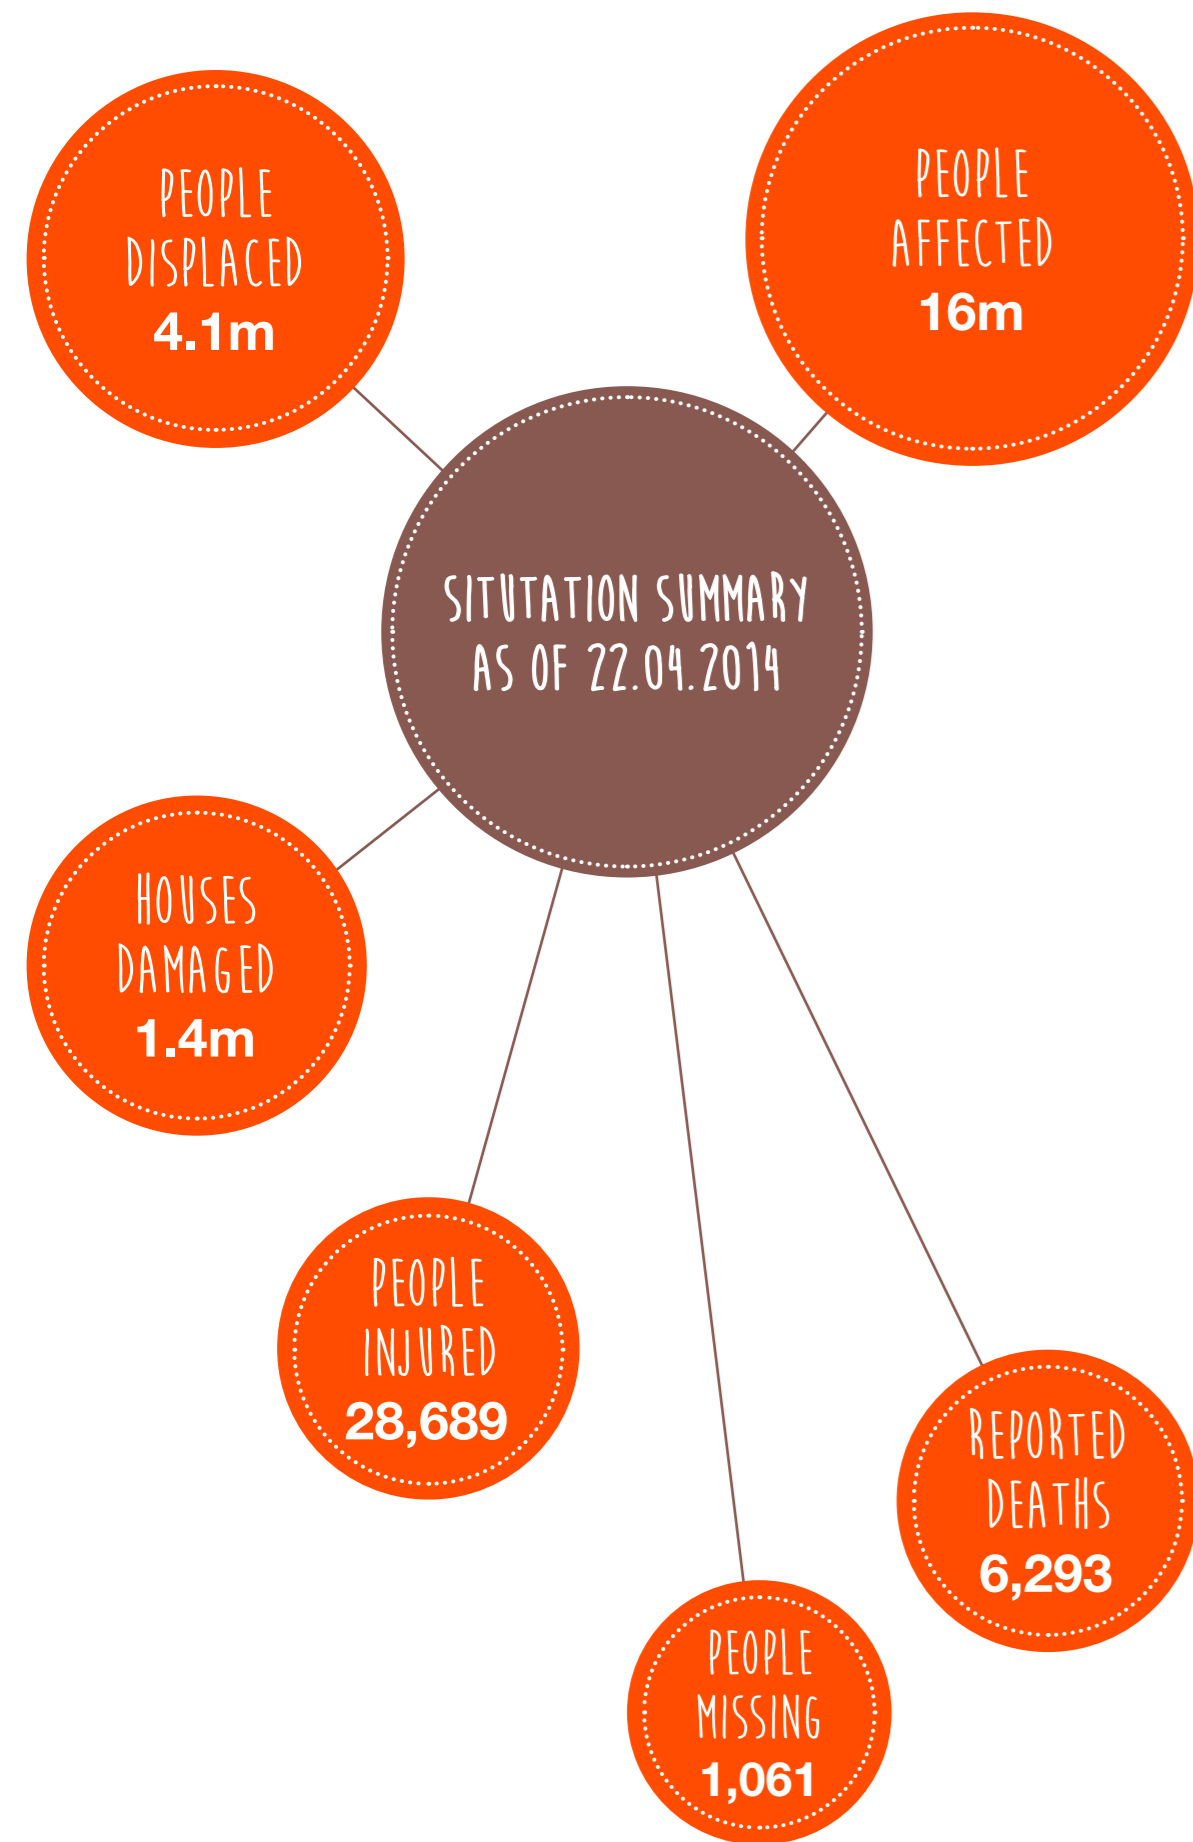 PEOPLE
DISPLACED
4.1m
PEOPLE
AFFECTED
16m
SITUTATION SUMMARY
AS OF 22.04.2014
HOUSES
DAMAGED
1.4m
PEOPLE
INJURED
28,689
REPORTED
DEATHS
6,293
PEOPLE
MISSING
1,061